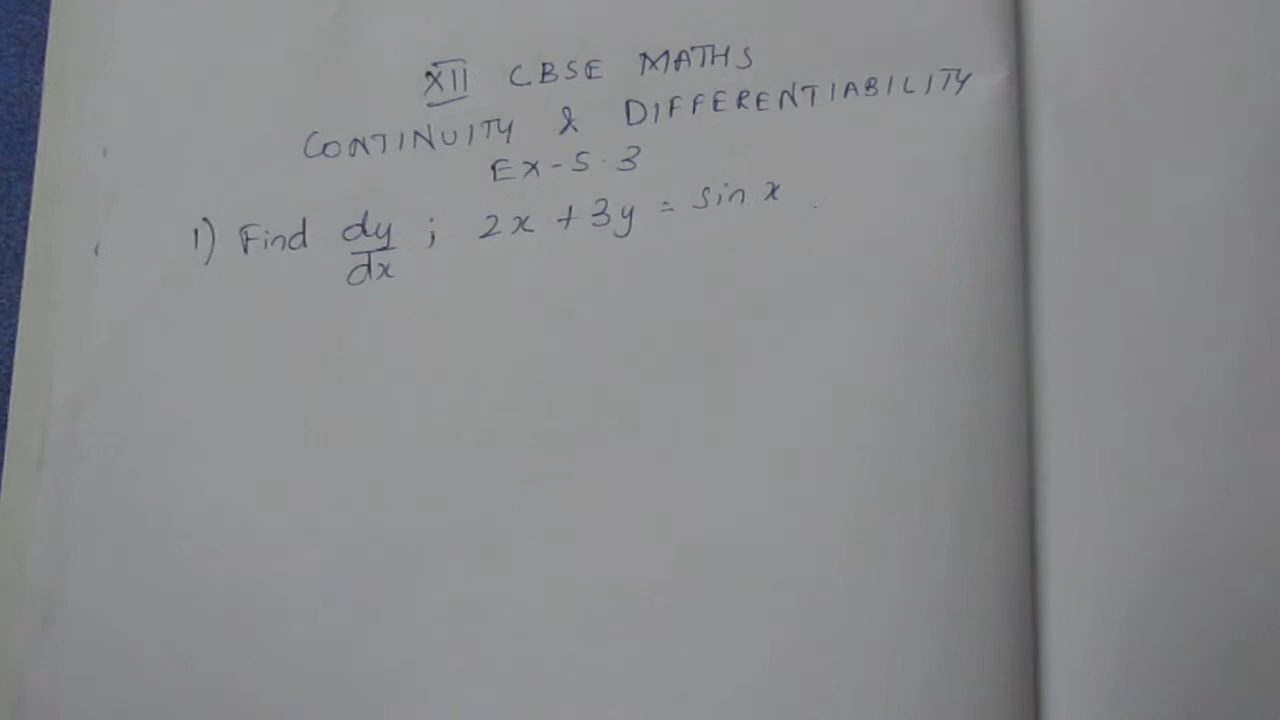 XII CBSE MATHS
CONTINUITY & DIFFERENTIABILITY
EX-5.3
1) Find dy/dx ; 2x + 3y = sin x